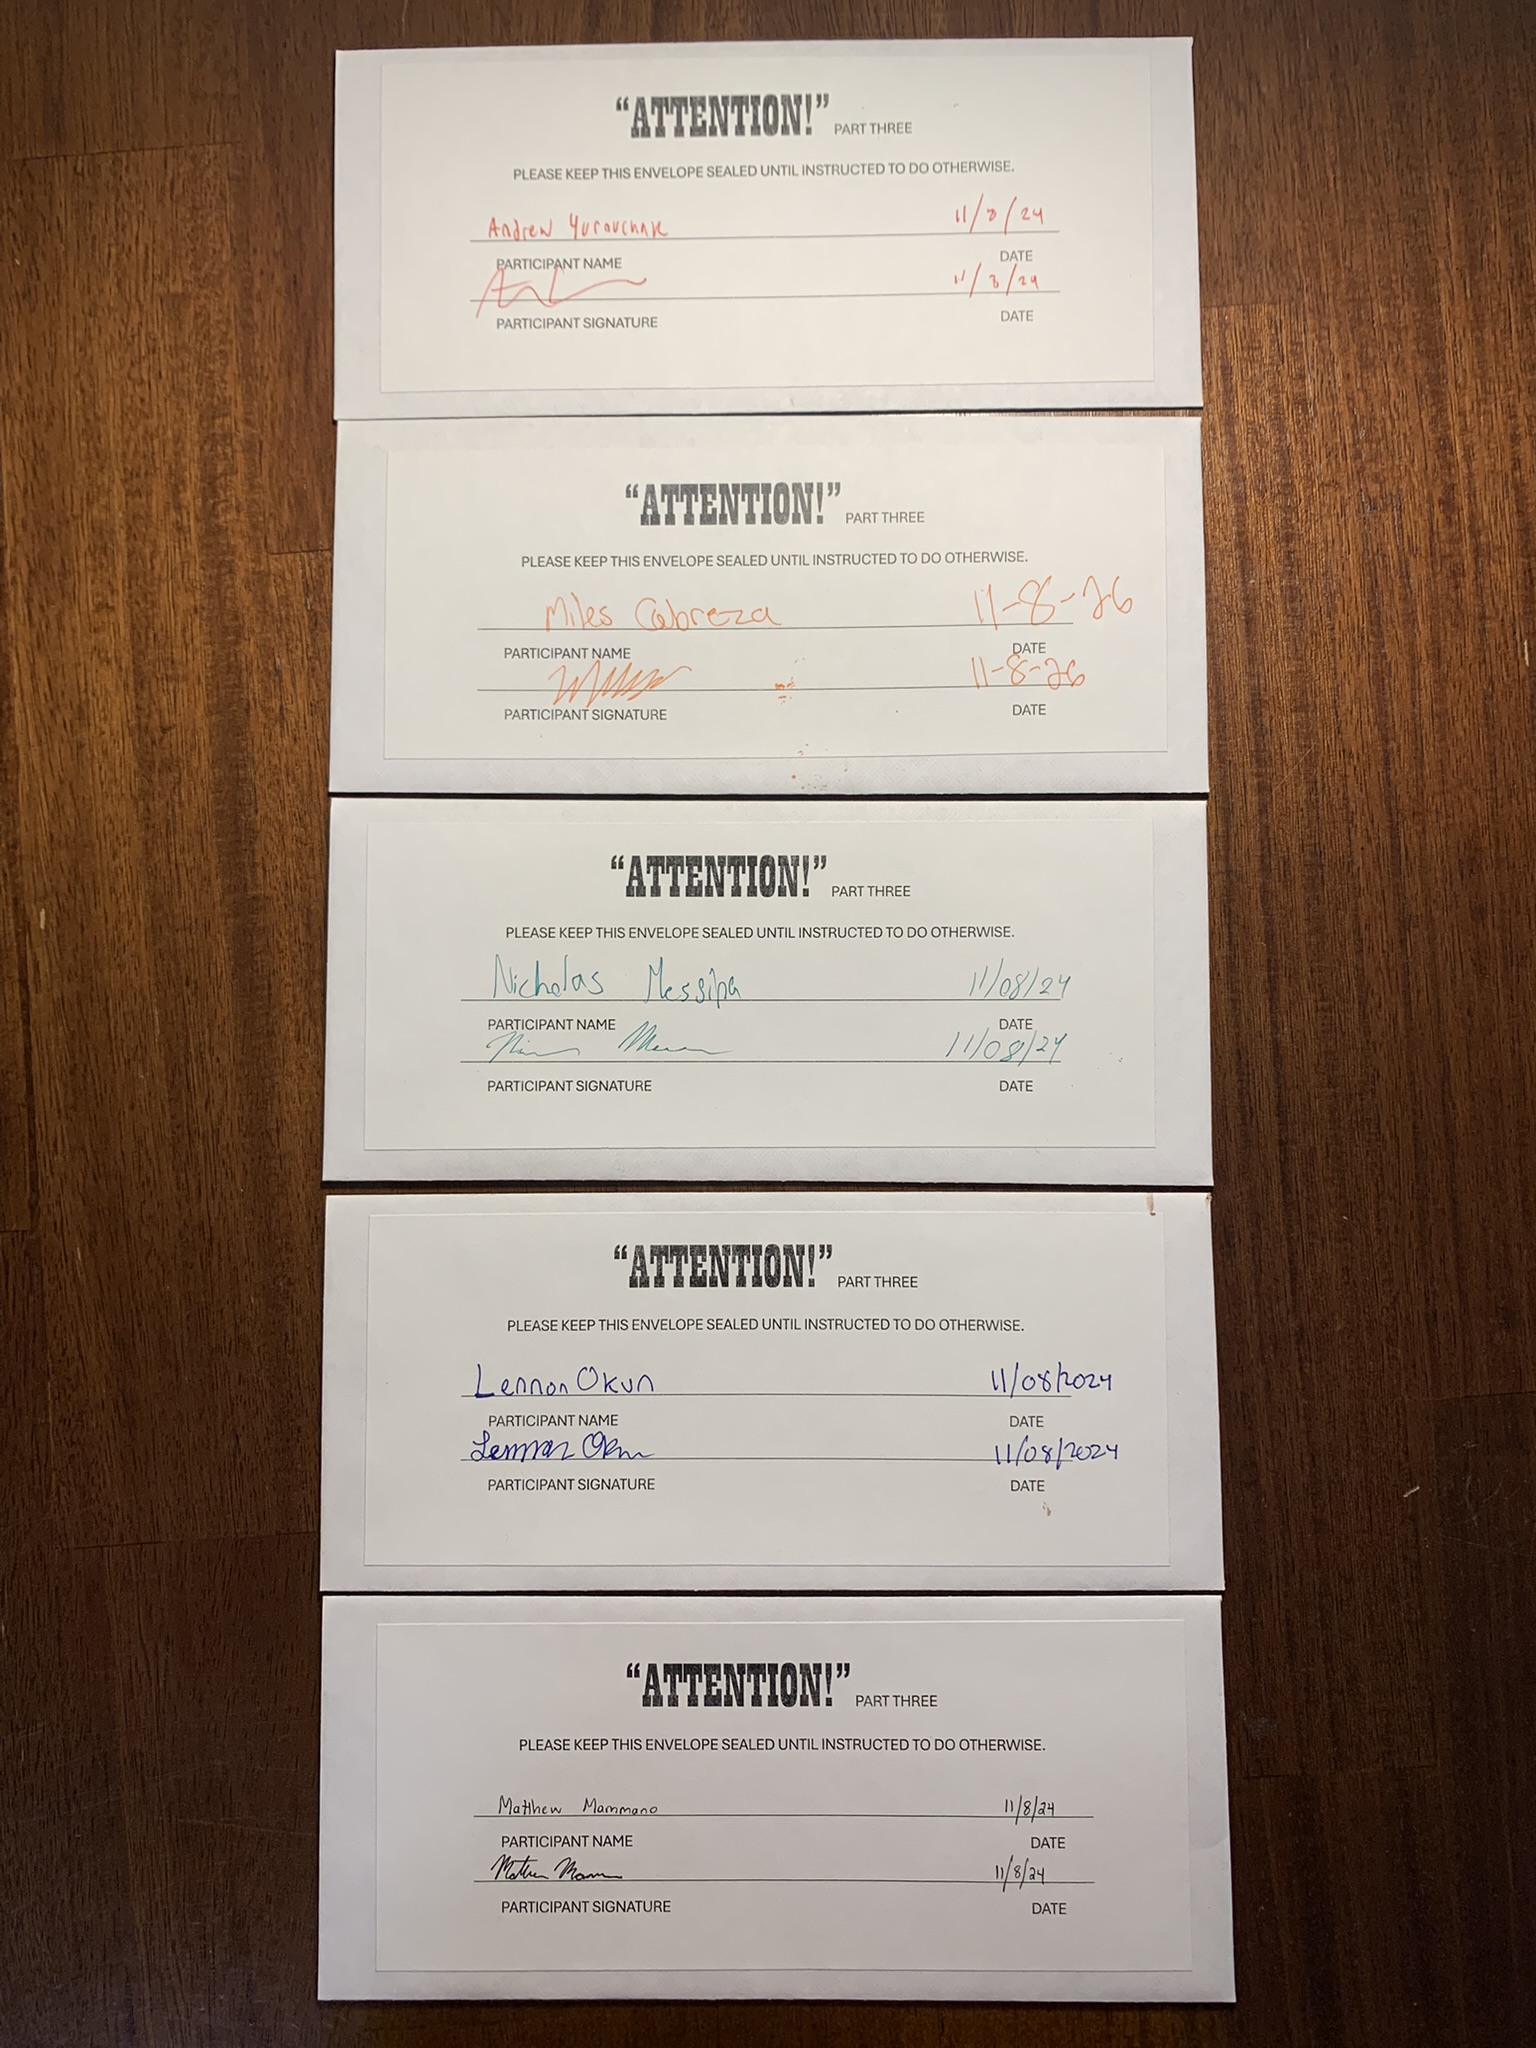 “ATTENTION!” PART THREE
PLEASE KEEP THIS ENVELOPE SEALED UNTIL INSTRUCTED TO DO OTHERWISE.
Andrew Yurovchak 11/8/24
PARTICIPANT NAME DATE
11/8/24
PARTICIPANT SIGNATURE DATE
“ATTENTION!” PART THREE
PLEASE KEEP THIS ENVELOPE SEALED UNTIL INSTRUCTED TO DO OTHERWISE.
Miles Cabreza 11-8-26
PARTICIPANT NAME DATE
11-8-26
PARTICIPANT SIGNATURE DATE
“ATTENTION!” PART THREE
PLEASE KEEP THIS ENVELOPE SEALED UNTIL INSTRUCTED TO DO OTHERWISE.
Nicholas Messina 11/08/24
PARTICIPANT NAME DATE
11/08/24
PARTICIPANT SIGNATURE DATE
“ATTENTION!” PART THREE
PLEASE KEEP THIS ENVELOPE SEALED UNTIL INSTRUCTED TO DO OTHERWISE.
Lennon Okun 11/08/2024
PARTICIPANT NAME DATE
Lennon Okun 11/08/2024
PARTICIPANT SIGNATURE DATE
“ATTENTION!” PART THREE
PLEASE KEEP THIS ENVELOPE SEALED UNTIL INSTRUCTED TO DO OTHERWISE.
Matthew Mammano 11/8/24
PARTICIPANT NAME DATE
11/8/24
PARTICIPANT SIGNATURE DATE